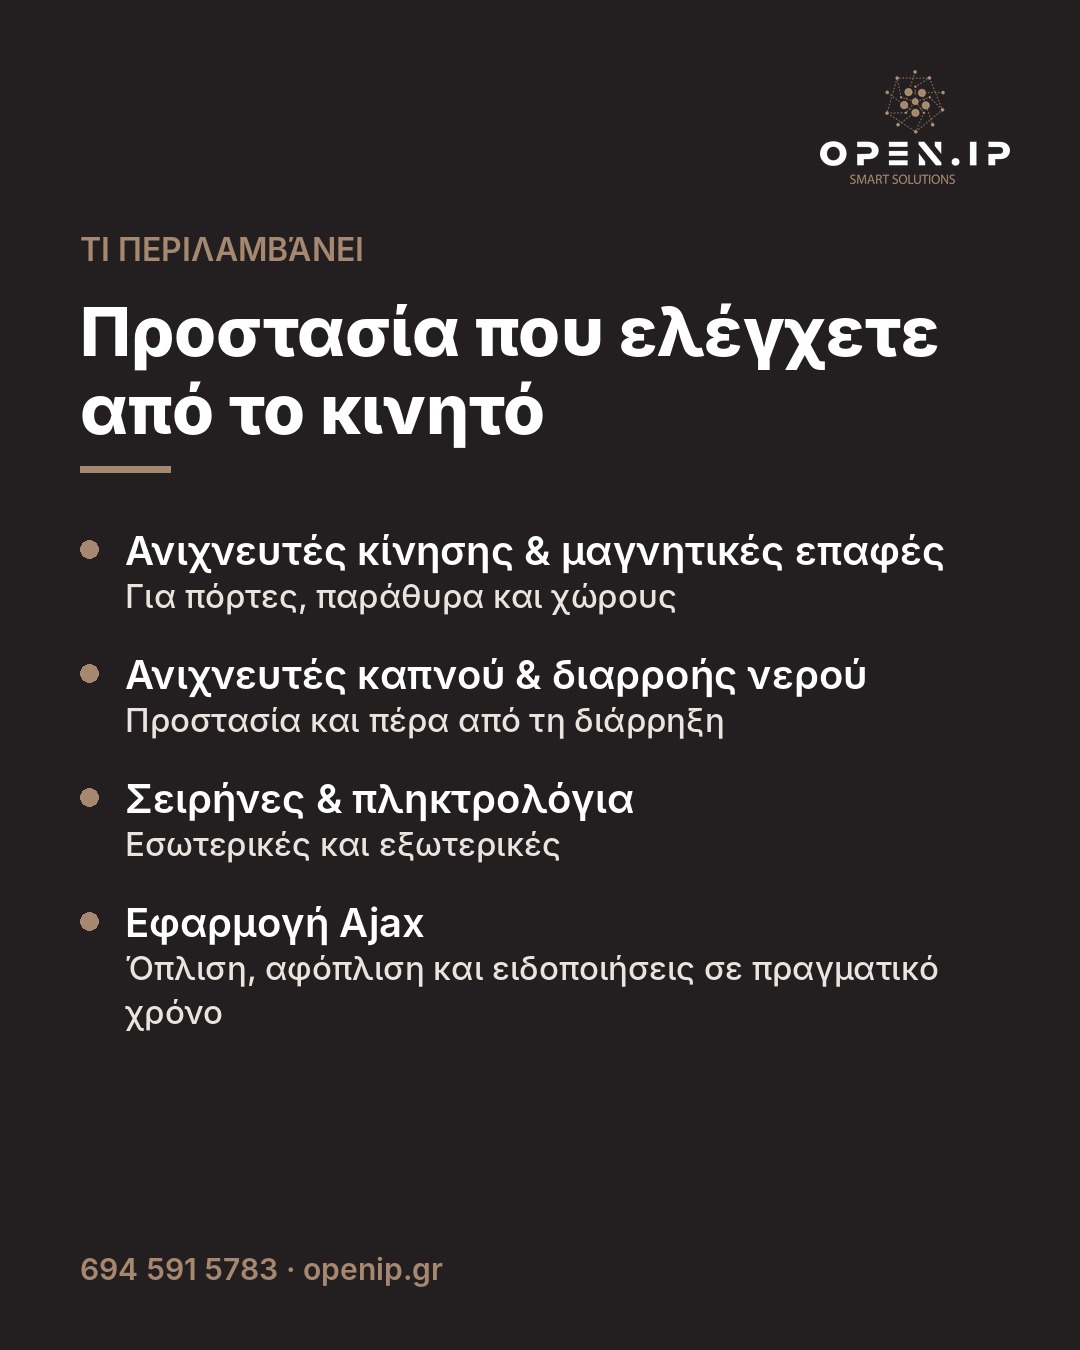 OPEN.IP
SMART SOLUTIONS
ΤΙ ΠΕΡΙΛΑΜΒΆΝΕΙ
Προστασία που ελέγχετε
από το κινητό
Ανιχνευτές κίνησης & μαγνητικές επαφές
Για πόρτες, παράθυρα και χώρους
Ανιχνευτές καπνού & διαρροής νερού
Προστασία και πέρα από τη διάρρηξη
Σειρήνες & πληκτρολόγια
Εσωτερικές και εξωτερικές
Εφαρμογή Ajax
Όπλιση, αφόπλιση και ειδοποιήσεις σε πραγματικό
χρόνο
694 591 5783 · openip.gr